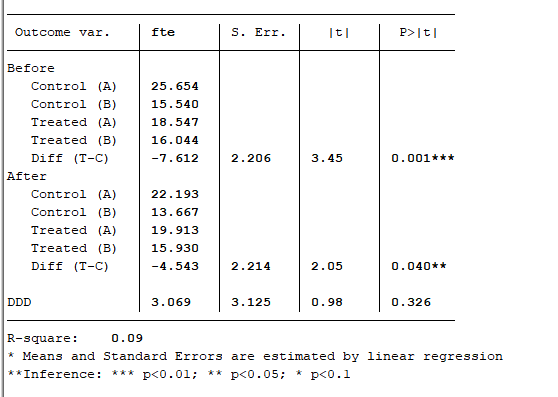 Outcome var. fte S. Err. |t| P>|t|
Before
Control (A) 25.654
Control (B) 15.540
Treated (A) 18.547
Treated (B) 16.044
Diff (T-C) -7.612 2.206 3.45 0.001***
After
Control (A) 22.193
Control (B) 13.667
Treated (A) 19.913
Treated (B) 15.930
Diff (T-C) -4.543 2.214 2.05 0.040**
DDD 3.069 3.125 0.98 0.326
R-square: 0.09
* Means and Standard Errors are estimated by linear regression
**Inference: *** p<0.01; ** p<0.05; * p<0.1